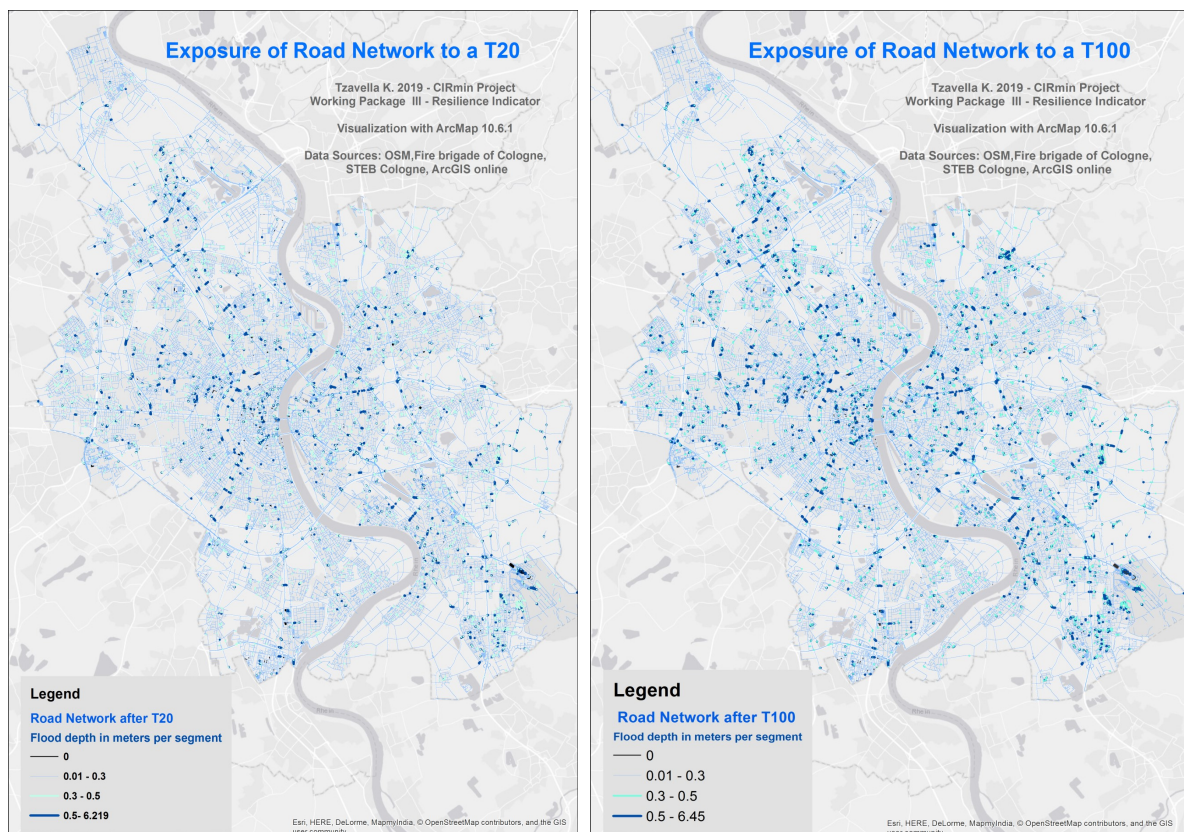 Exposure of Road Network to a T20
Tzavella K. 2019 - CIRmin Project
Working Package III - Resilience Indicator
Visualization with ArcMap 10.6.1
Data Sources: OSM,Fire brigade of Cologne,
STEB Cologne, ArcGIS online
Legend
Road Network after T20
Flood depth in meters per segment
0
0.01 - 0.3
0.3 - 0.5
0.5- 6.219
Esri, HERE, DeLorme, MapmyIndia, © OpenStreetMap contributors, and the GIS
user community
Exposure of Road Network to a T100
Tzavella K. 2019 - CIRmin Project
Working Package III - Resilience Indicator
Visualization with ArcMap 10.6.1
Data Sources: OSM,Fire brigade of Cologne,
STEB Cologne, ArcGIS online
Legend
Road Network after T100
Flood depth in meters per segment
0
0.01 - 0.3
0.3 - 0.5
0.5 - 6.45
Esri, HERE, DeLorme, MapmyIndia, © OpenStreetMap contributors, and the GIS
user community